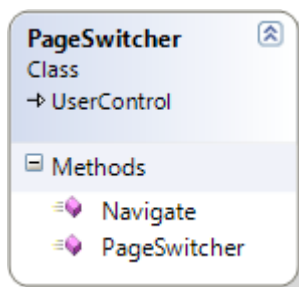 PageSwitcher
Class
UserControl
Methods
Navigate
PageSwitcher